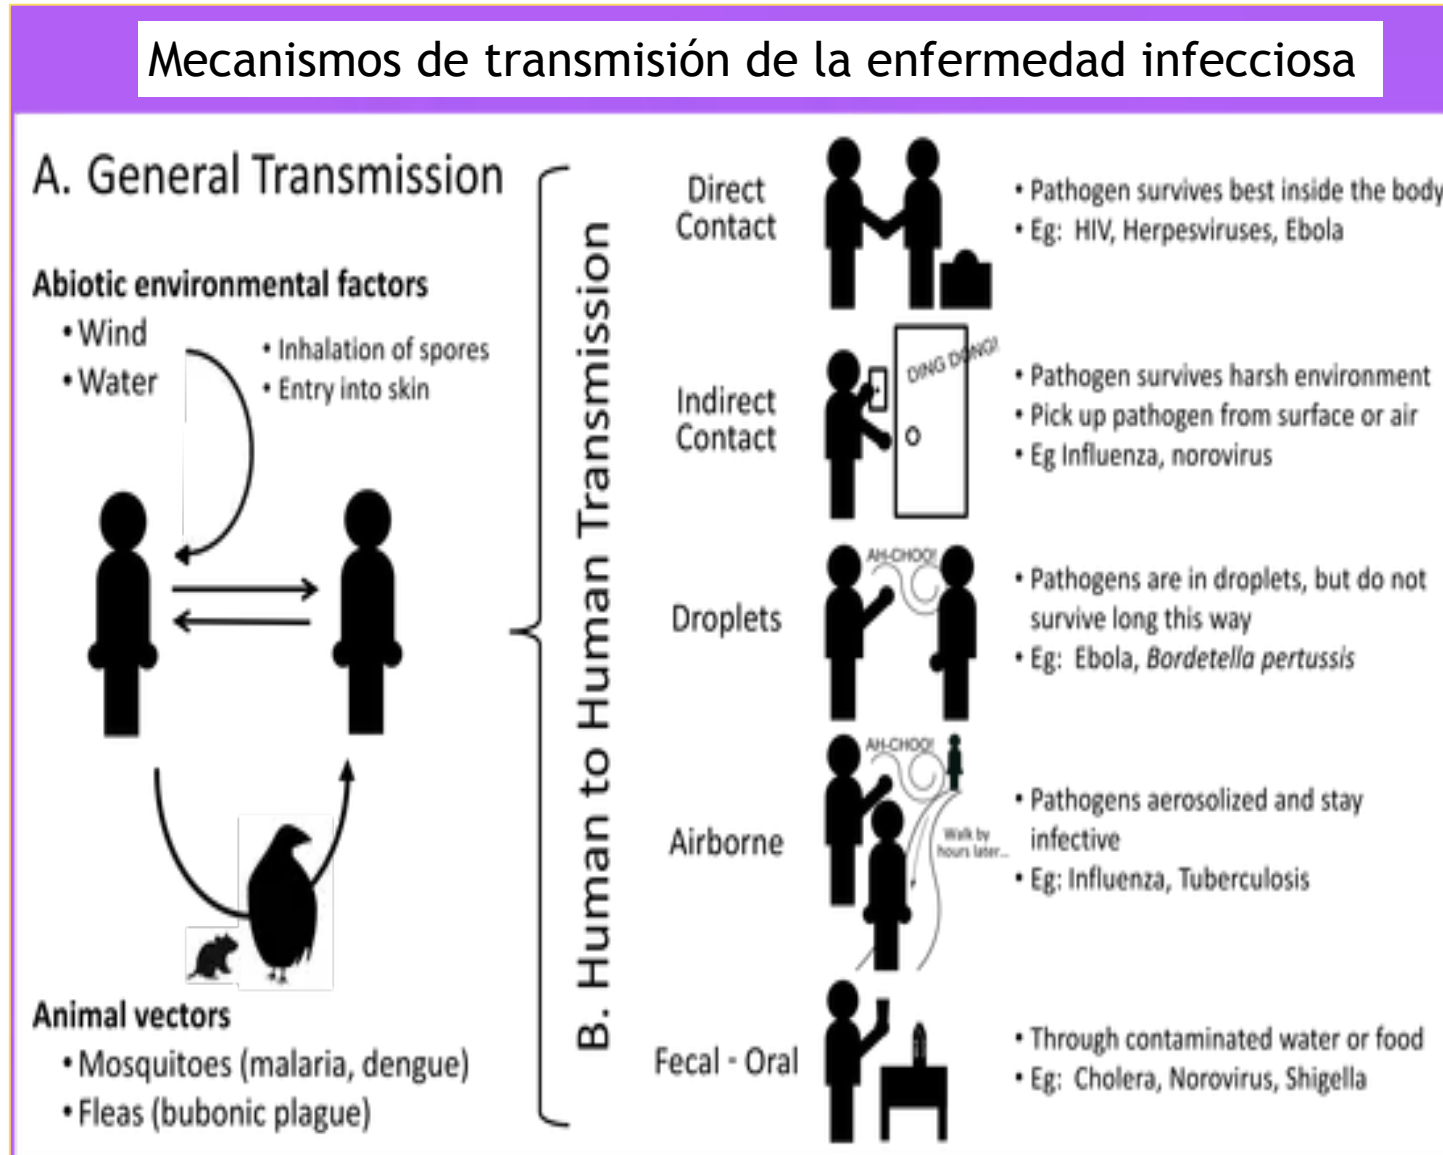 Mecanismos de transmisión de la enfermedad infecciosa
A. General Transmission
Abiotic environmental factors
• Wind
• Water
• Inhalation of spores
• Entry into skin
Animal vectors
• Mosquitoes (malaria, dengue)
• Fleas (bubonic plague)
B. Human to Human Transmission
Direct
Contact
• Pathogen survives best inside the body
• Eg: HIV, Herpesviruses, Ebola
Indirect
Contact
DING DONG!
• Pathogen survives harsh environment
• Pick up pathogen from surface or air
• Eg Influenza, norovirus
Droplets
AH-CHOO!
• Pathogens are in droplets, but do not
survive long this way
• Eg: Ebola, Bordetella pertussis
Airborne
AH-CHOO!
Walk by
hours later...
• Pathogens aerosolized and stay
infective
• Eg: Influenza, Tuberculosis
Fecal - Oral
• Through contaminated water or food
• Eg: Cholera, Norovirus, Shigella